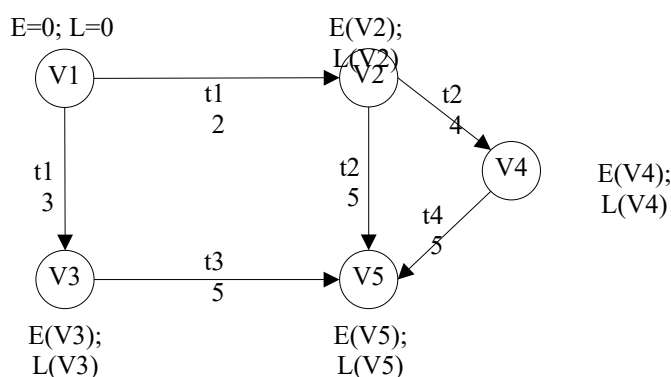 E=0; L=0
E(V2);
L(V2)
V1
V2
t1
2
t2
4
t1
3
t2
5
V4
E(V4);
L(V4)
t4
5
V3
t3
5
V5
E(V3);
L(V3)
E(V5);
L(V5)